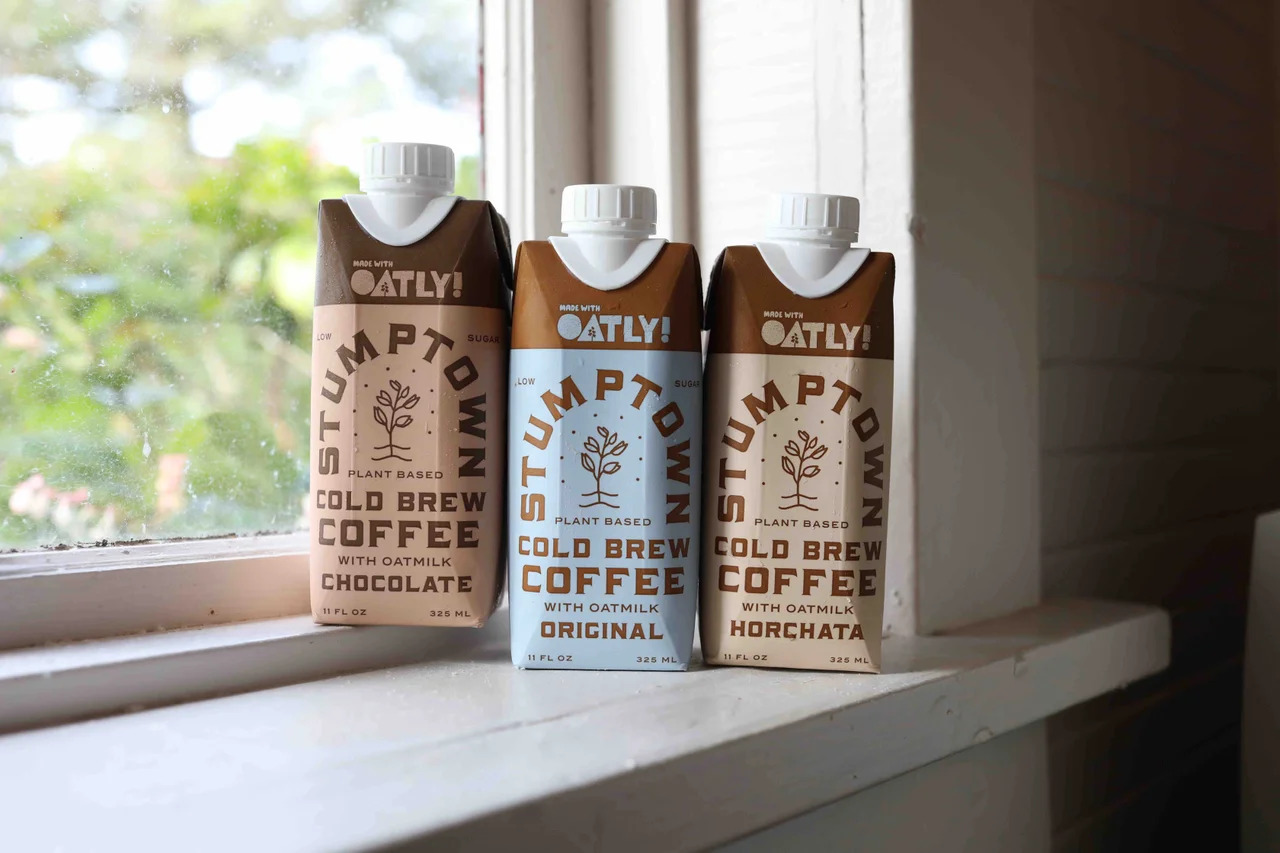 MADE WITH
OATLY!
LOW SUGAR
STUMPTOWN
PLANT BASED
COLD BREW
COFFEE
WITH OATMILK
CHOCOLATE
11 FL OZ 325 ML
MADE WITH
OATLY!
LOW SUGAR
STUMPTOWN
PLANT BASED
COLD BREW
COFFEE
WITH OATMILK
ORIGINAL
11 FL OZ 325 ML
MADE WITH
OATLY!
STUMPTOWN
PLANT BASED
COLD BREW
COFFEE
WITH OATMILK
HORCHATA
11 FL OZ 325 ML